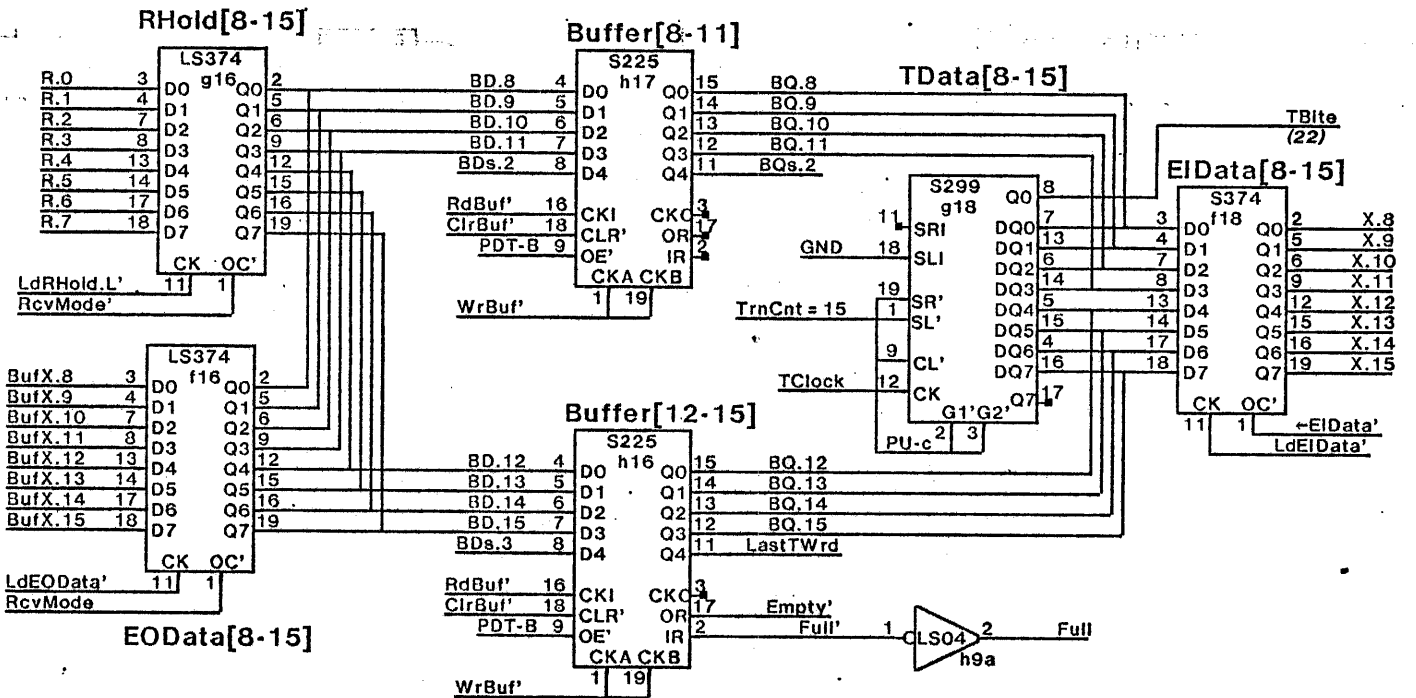 RHold[8-15]
LS374
g16
R.0 3 D0 Q0 2
R.1 4 D1 Q1 5
R.2 7 D2 Q2 6
R.3 8 D3 Q3 9
R.4 13 D4 Q4 12
R.5 14 D5 Q5 15
R.6 17 D6 Q6 16
R.7 18 D7 Q7 19
CK OC'
LdRHold.L' 11 1
RcvMode'
LS374
f16
BufX.8 3 D0 Q0 2
BufX.9 4 D1 Q1 5
BufX.10 7 D2 Q2 6
BufX.11 8 D3 Q3 9
BufX.12 13 D4 Q4 12
BufX.13 14 D5 Q5 15
BufX.14 17 D6 Q6 16
BufX.15 18 D7 Q7 19
CK OC'
LdEOData' 11 1
RcvMode
EOData[8-15]
Buffer[8-11]
S225
h17
BD.8 4 D0 Q0 15 BQ.8
BD.9 5 D1 Q1 14 BQ.9
BD.10 6 D2 Q2 13 BQ.10
BD.11 7 D3 Q3 12 BQ.11
BDs.2 8 D4 Q4 11 BQs.2
RdBuf' 16 CKI CKO 3
ClrBuf' 18 CLR' OR 17
PDT-B 9 OE' IR 2
CKA CKB
WrBuf' 1 19
Buffer[12-15]
S225
h16
BD.12 4 D0 Q0 15 BQ.12
BD.13 5 D1 Q1 14 BQ.13
BD.14 6 D2 Q2 13 BQ.14
BD.15 7 D3 Q3 12 BQ.15
BDs.3 8 D4 Q4 11 LastTWrd
RdBuf' 16 CKI CKO 3
ClrBuf' 18 CLR' OR 17 Empty'
PDT-B 9 OE' IR 2 Full'
CKA CKB
WrBuf' 1 19
1 LS04 2 Full
h9a
TData[8-15]
S299
g18
Q0 8
11 SRI DQ0 7
GND 18 SLI DQ1 13
DQ2 6
DQ3 14
19 SR' DQ4 5
TrnCnt = 15 1 SL' DQ5 15
9 CL' DQ6 4
DQ7 16
TClock 12 CK Q7 17
G1' G2'
PU-c 2 3
TBite
(22)
EIData[8-15]
S374
f18
3 D0 Q0 2 X.8
4 D1 Q1 5 X.9
7 D2 Q2 6 X.10
8 D3 Q3 9 X.11
13 D4 Q4 12 X.12
14 D5 Q5 15 X.13
17 D6 Q6 16 X.14
18 D7 Q7 19 X.15
CK OC'
11 1 ←EIData'
LdEIData'